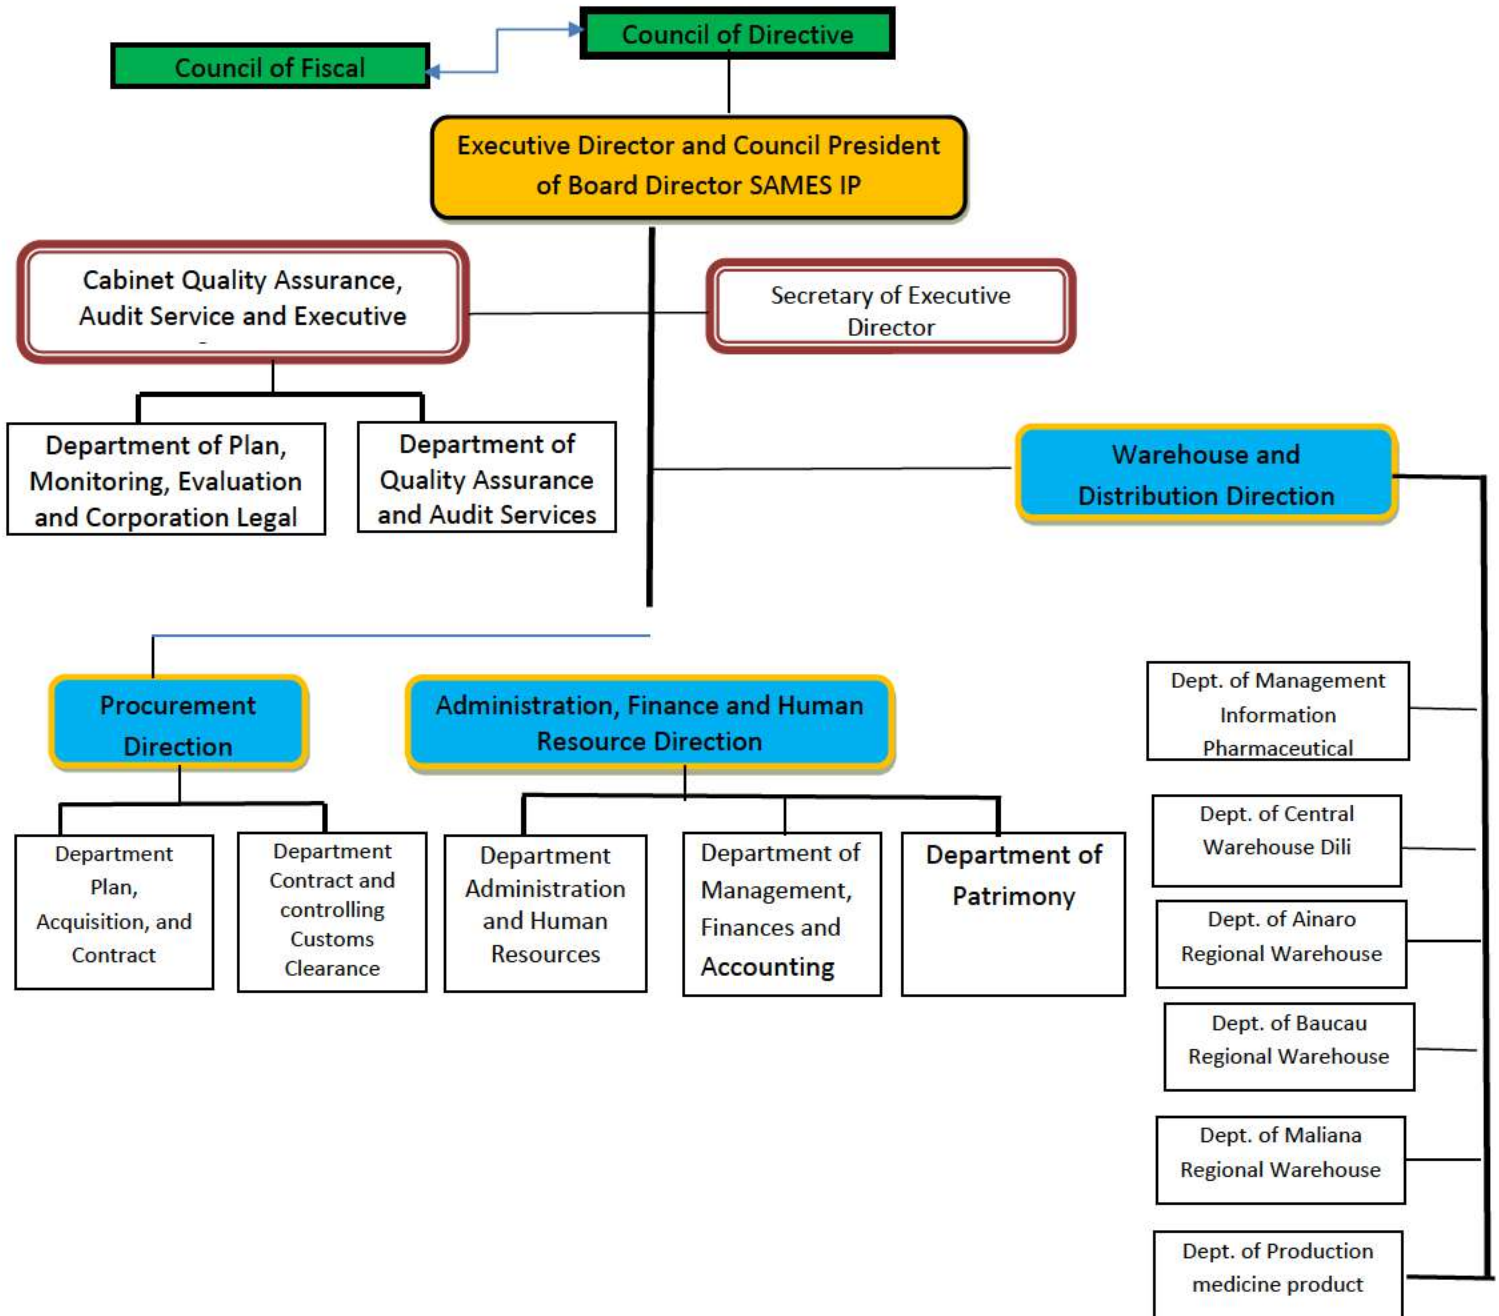 Council of Directive
Council of Fiscal
Executive Director and Council President
of Board Director SAMES IP
Cabinet Quality Assurance,
Audit Service and Executive
Secretary of Executive
Director
Department of Plan,
Monitoring, Evaluation
and Corporation Legal
Department of
Quality Assurance
and Audit Services
Warehouse and
Distribution Direction
Procurement
Direction
Administration, Finance and Human
Resource Direction
Department
Plan,
Acquisition, and
Contract
Department
Contract and
controlling
Customs
Clearance
Department
Administration
and Human
Resources
Department of
Management,
Finances and
Accounting
Department of
Patrimony
Dept. of Management
Information
Pharmaceutical
Dept. of Central
Warehouse Dili
Dept. of Ainaro
Regional Warehouse
Dept. of Baucau
Regional Warehouse
Dept. of Maliana
Regional Warehouse
Dept. of Production
medicine product